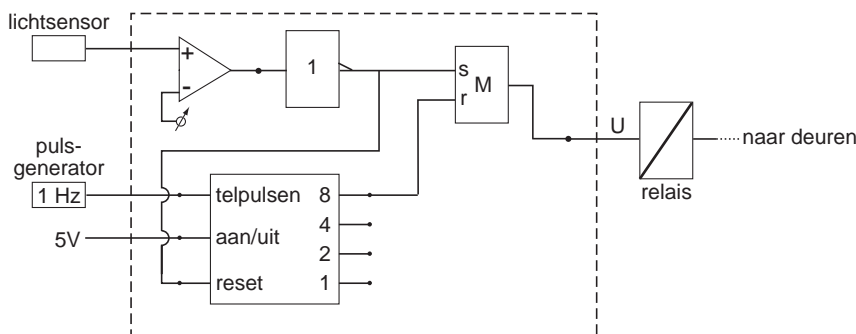 lichtsensor
+
-
1
s
M
r
U
naar deuren
relais
puls-
generator
1 Hz
5V
telpulsen 8
4
aan/uit
2
reset 1